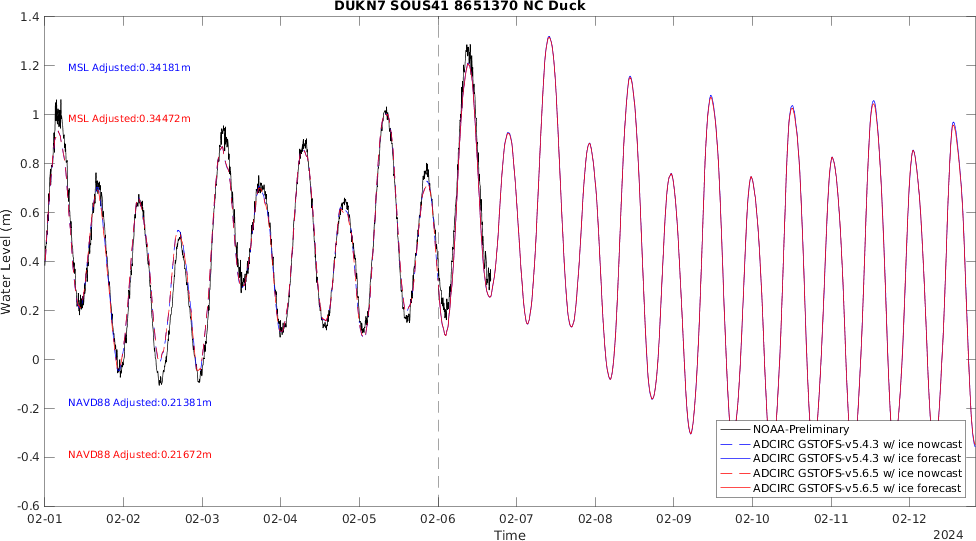 DUKN7 SOUS41 8651370 NC Duck
1.4
1.2
1
0.8
0.6
0.4
0.2
0
-0.2
-0.4
-0.6
Water Level (m)
MSL Adjusted:0.34181m
MSL Adjusted:0.34472m
NAVD88 Adjusted:0.21381m
NAVD88 Adjusted:0.21672m
NOAA-Preliminary
ADCIRC GSTOFS-v5.4.3 w/ ice nowcast
ADCIRC GSTOFS-v5.4.3 w/ ice forecast
ADCIRC GSTOFS-v5.6.5 w/ ice nowcast
ADCIRC GSTOFS-v5.6.5 w/ ice forecast
02-01 02-02 02-03 02-04 02-05 02-06 02-07 02-08 02-09 02-10 02-11 02-12
Time
2024